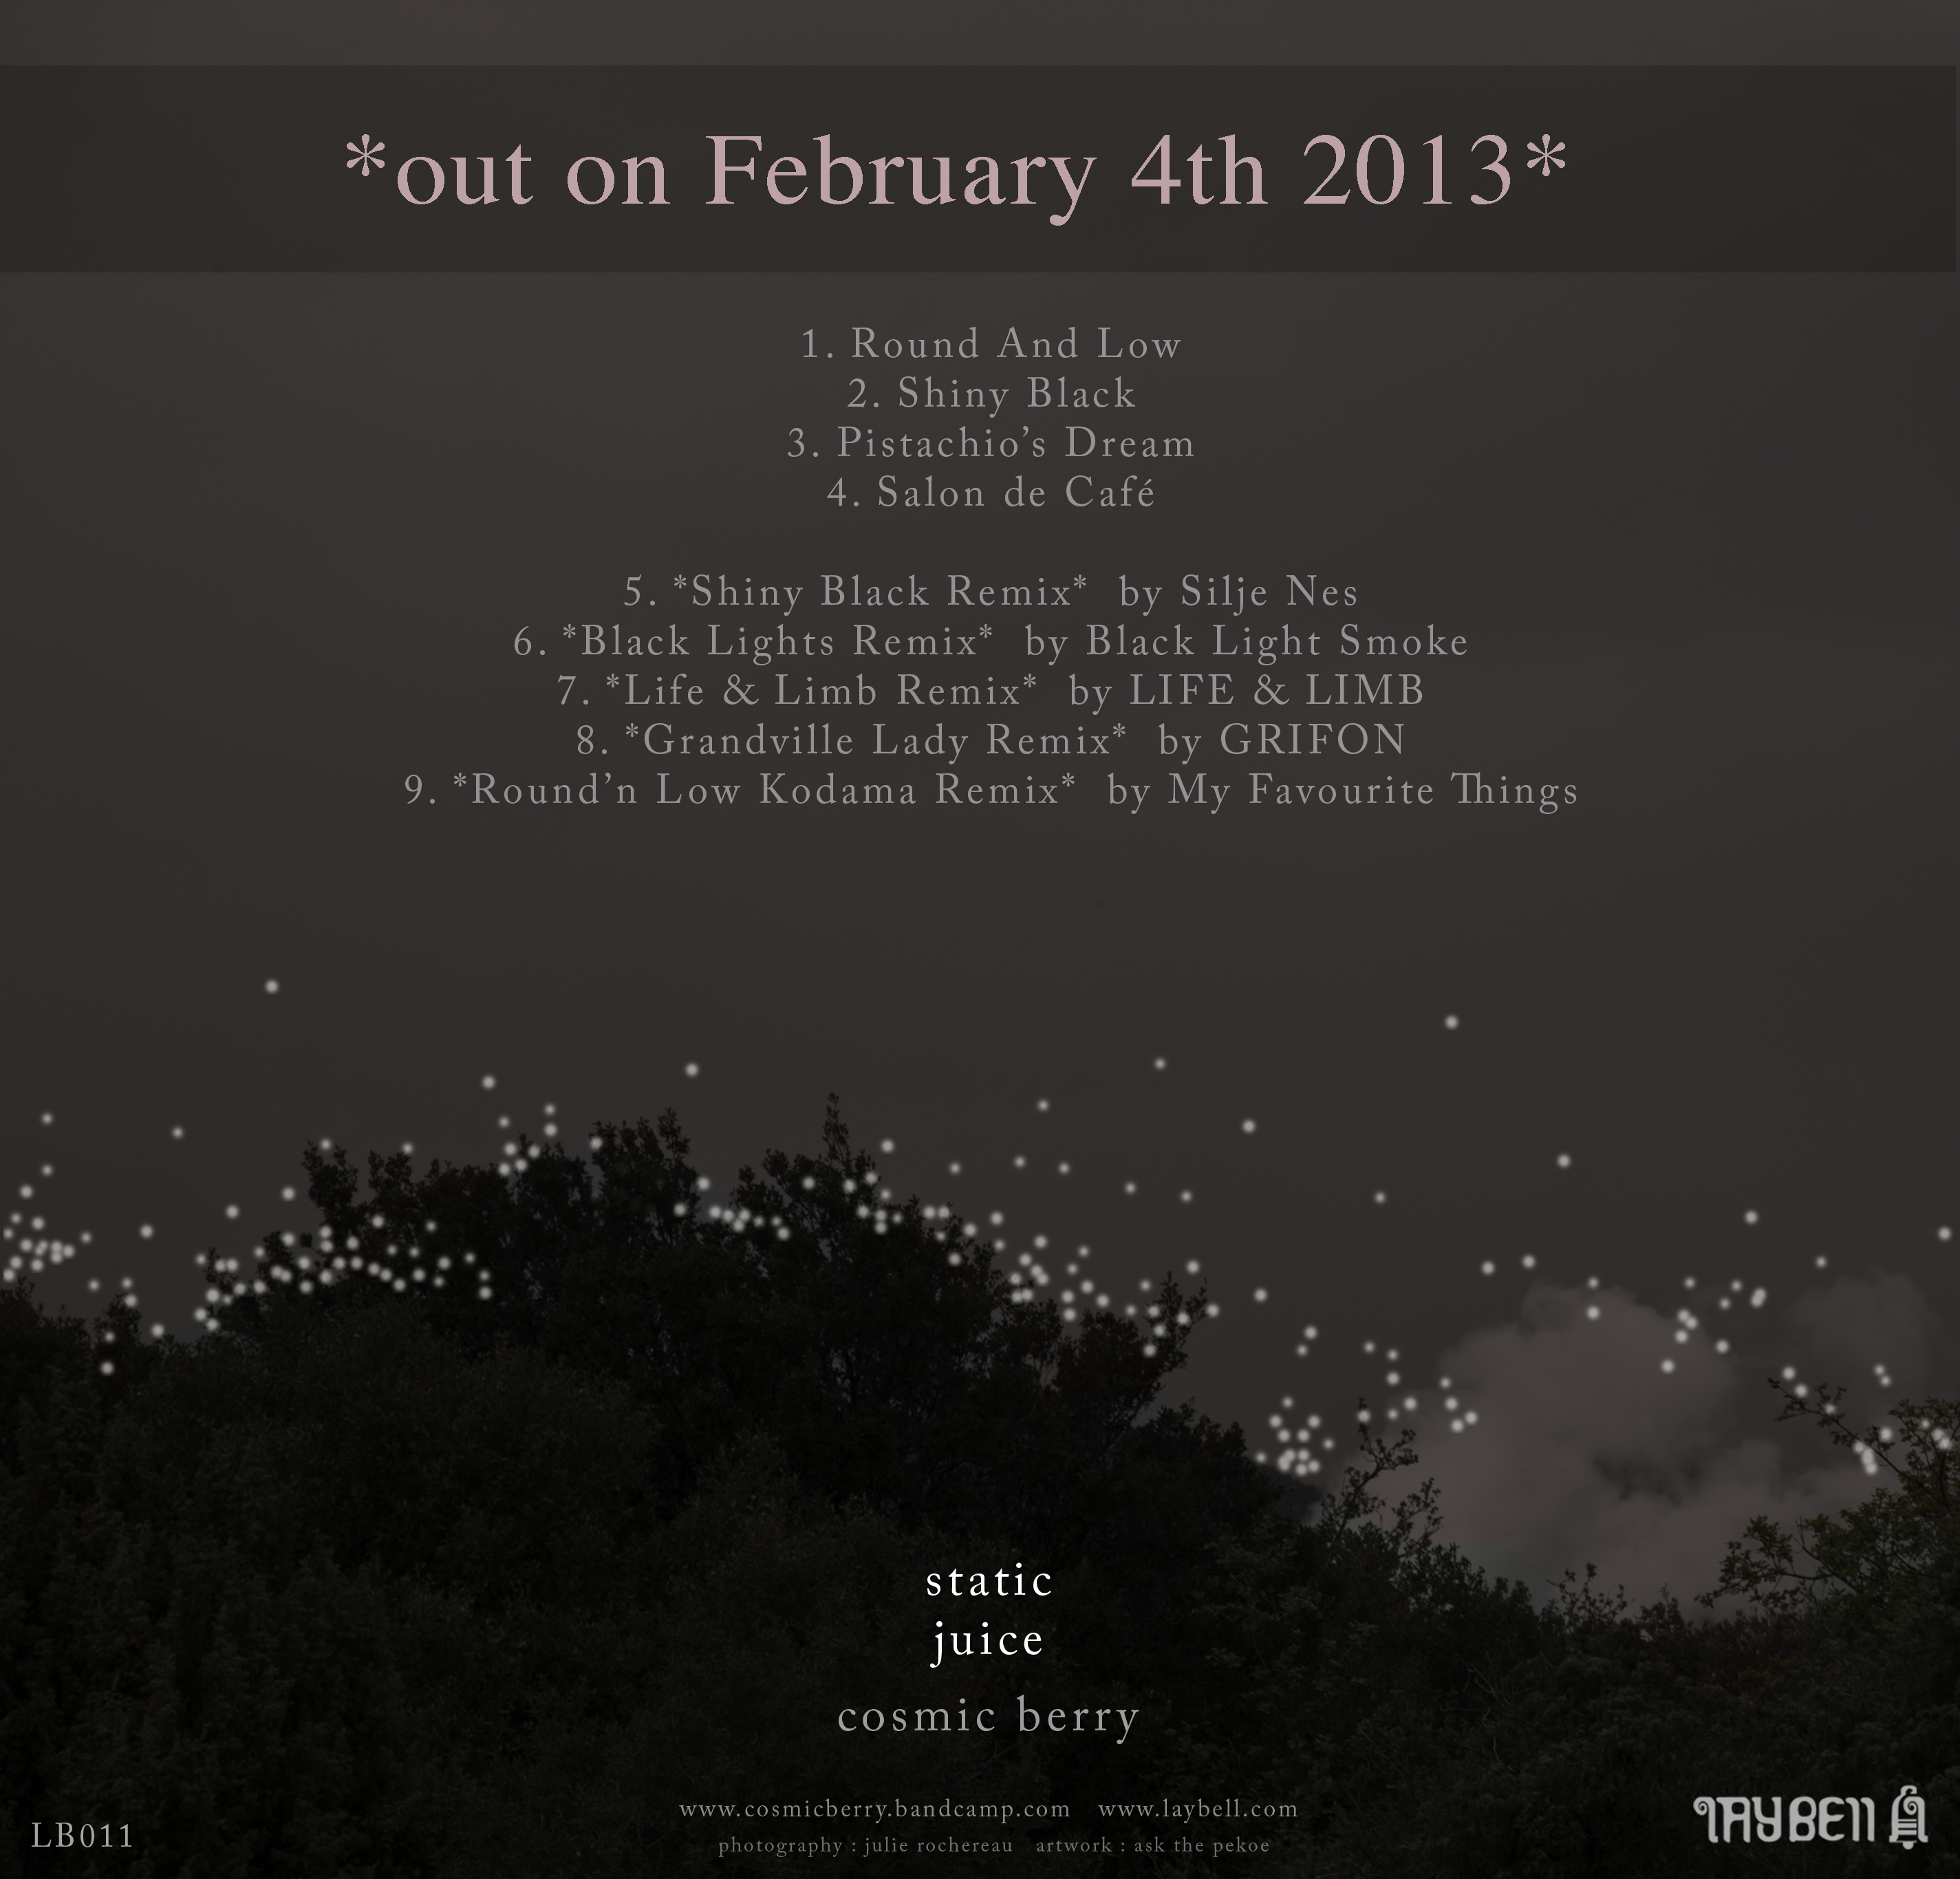 *out on February 4th 2013*
1. Round And Low
2. Shiny Black
3. Pistachio’s Dream
4. Salon de Café
5. *Shiny Black Remix*  by Silje Nes
6. *Black Lights Remix*  by Black Light Smoke
7. *Life & Limb Remix*  by LIFE & LIMB
8. *Grandville Lady Remix*  by GRIFON
9. *Round’n Low Kodama Remix*  by My Favourite Things
static
juice
cosmic berry
www.cosmicberry.bandcamp.com   www.laybell.com
photography : julie rochereau   artwork : ask the pekoe
LB011
LAYBELL